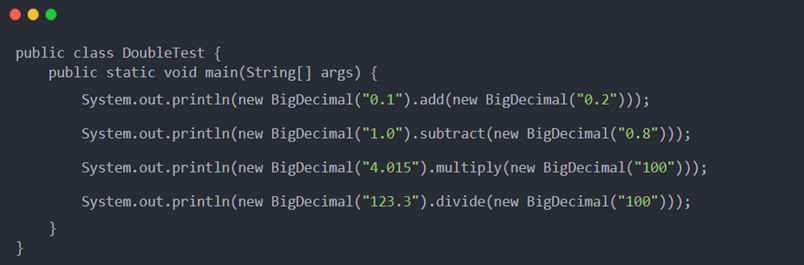 public class DoubleTest {
    public static void main(String[] args) {
        System.out.println(new BigDecimal("0.1").add(new BigDecimal("0.2")));
        System.out.println(new BigDecimal("1.0").subtract(new BigDecimal("0.8")));
        System.out.println(new BigDecimal("4.015").multiply(new BigDecimal("100")));
        System.out.println(new BigDecimal("123.3").divide(new BigDecimal("100")));
    }
}